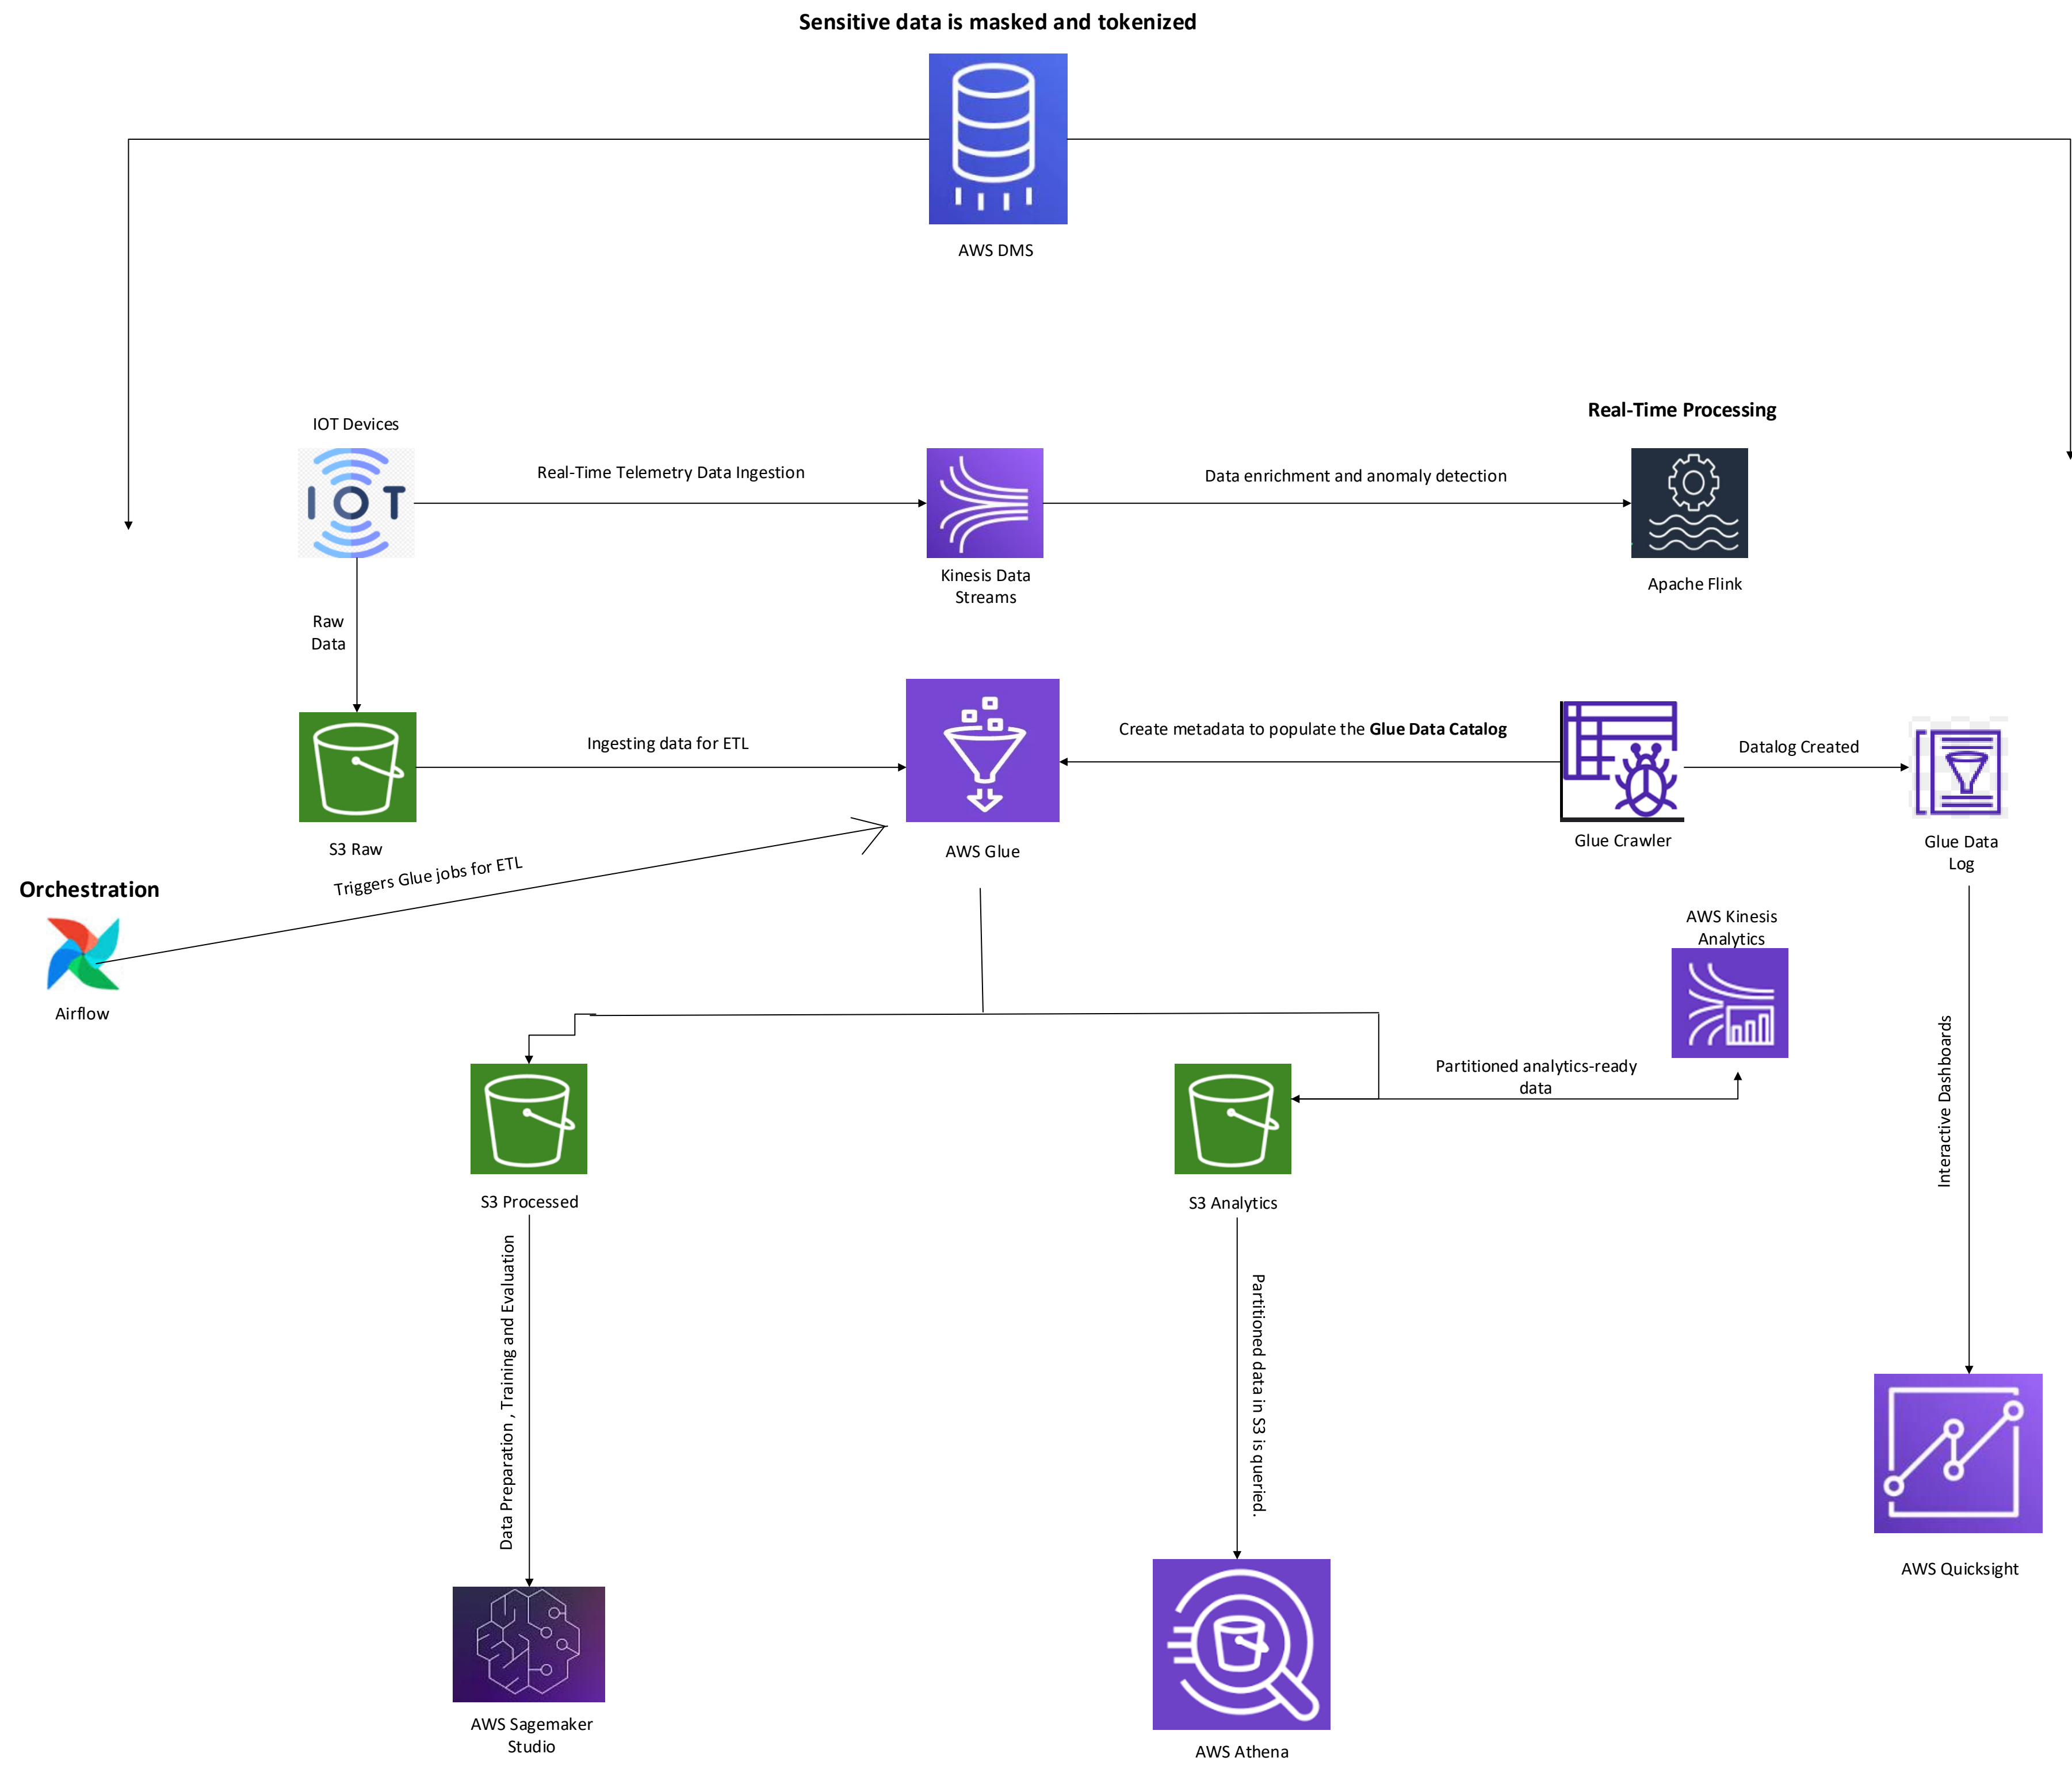 Sensitive data is masked and tokenized
AWS DMS
Real-Time Processing
IOT Devices
IOT
Real-Time Telemetry Data Ingestion
Data enrichment and anomaly detection
Kinesis Data
Streams
Apache Flink
Raw
Data
Create metadata to populate the Glue Data Catalog
Ingesting data for ETL
Datalog Created
S3 Raw
AWS Glue
Glue Crawler
Glue Data
Log
Triggers Glue jobs for ETL
Orchestration
Airflow
AWS Kinesis
Analytics
Partitioned analytics-ready
data
Interactive Dashboards
S3 Processed
S3 Analytics
Data Preparation , Training and Evaluation
Partitioned data in S3 is queried.
AWS Quicksight
AWS Sagemaker
Studio
AWS Athena